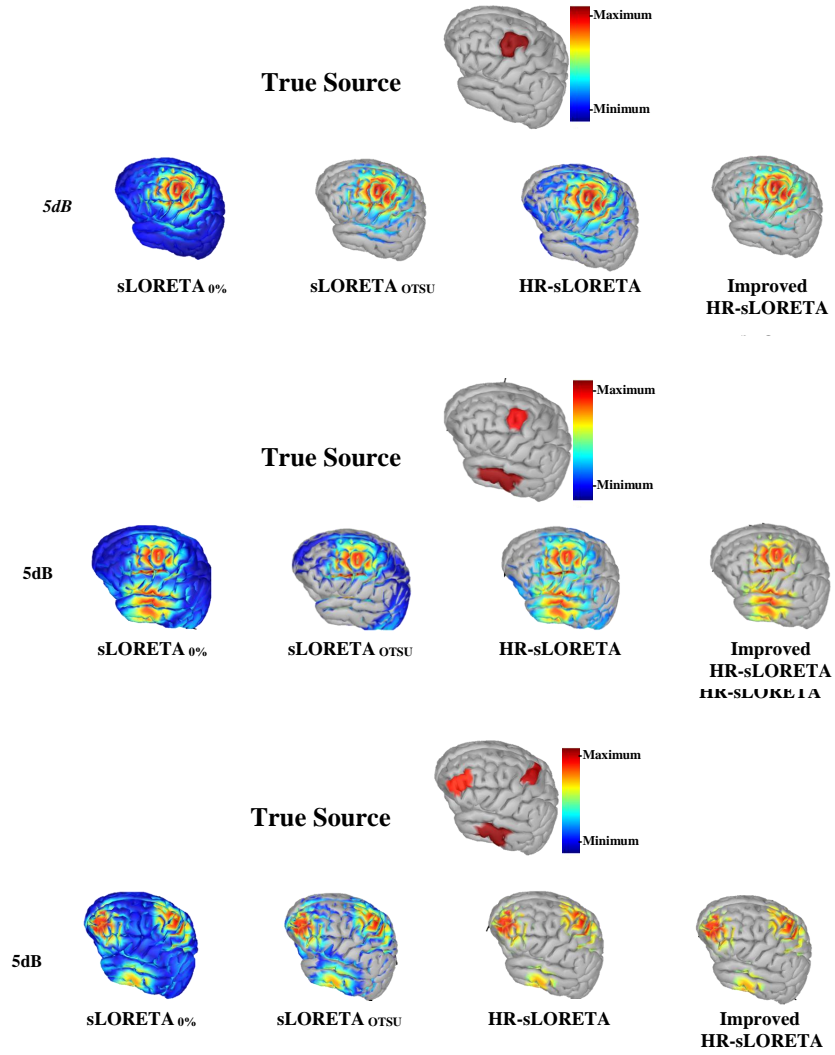 -Maximum
True Source
-Minimum
5dB
sLORETA 0%
sLORETA OTSU
HR-sLORETA
Improved
HR-sLORETA
-Maximum
True Source
-Minimum
5dB
sLORETA 0%
sLORETA OTSU
HR-sLORETA
Improved
HR-sLORETA
HR-sLORETA
-Maximum
True Source
-Minimum
5dB
sLORETA 0%
sLORETA OTSU
HR-sLORETA
Improved
HR-sLORETA